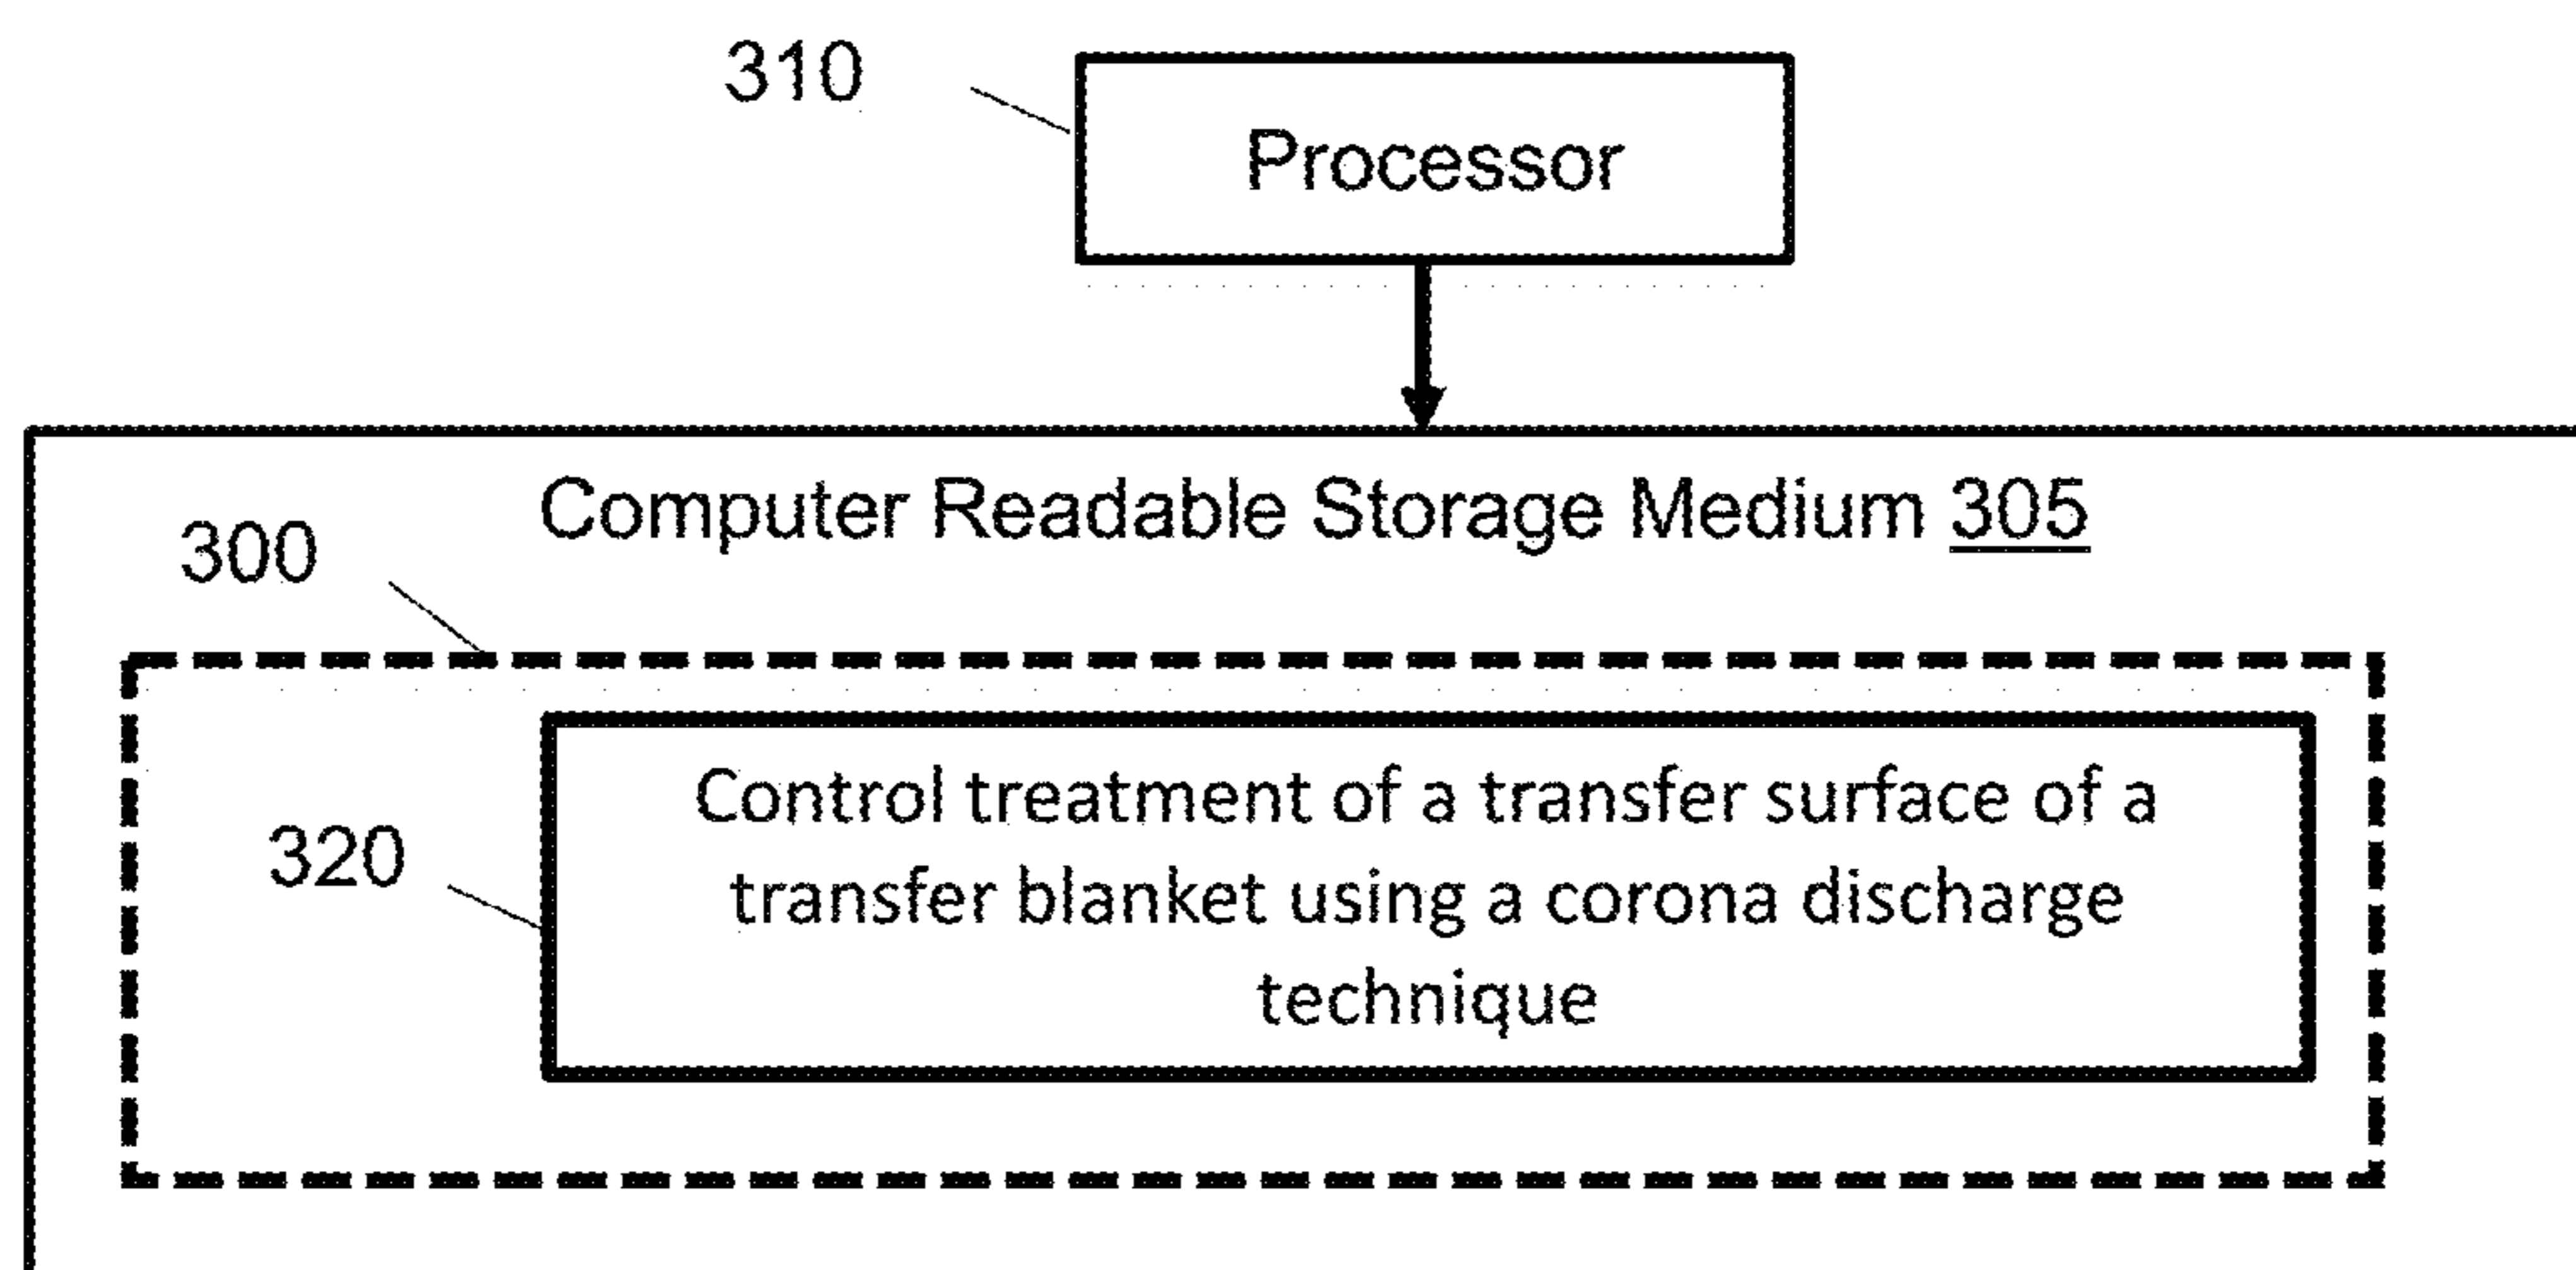 310
Processor
Computer Readable Storage Medium 305
300
320
Control treatment of a transfer surface of a
transfer blanket using a corona discharge
technique